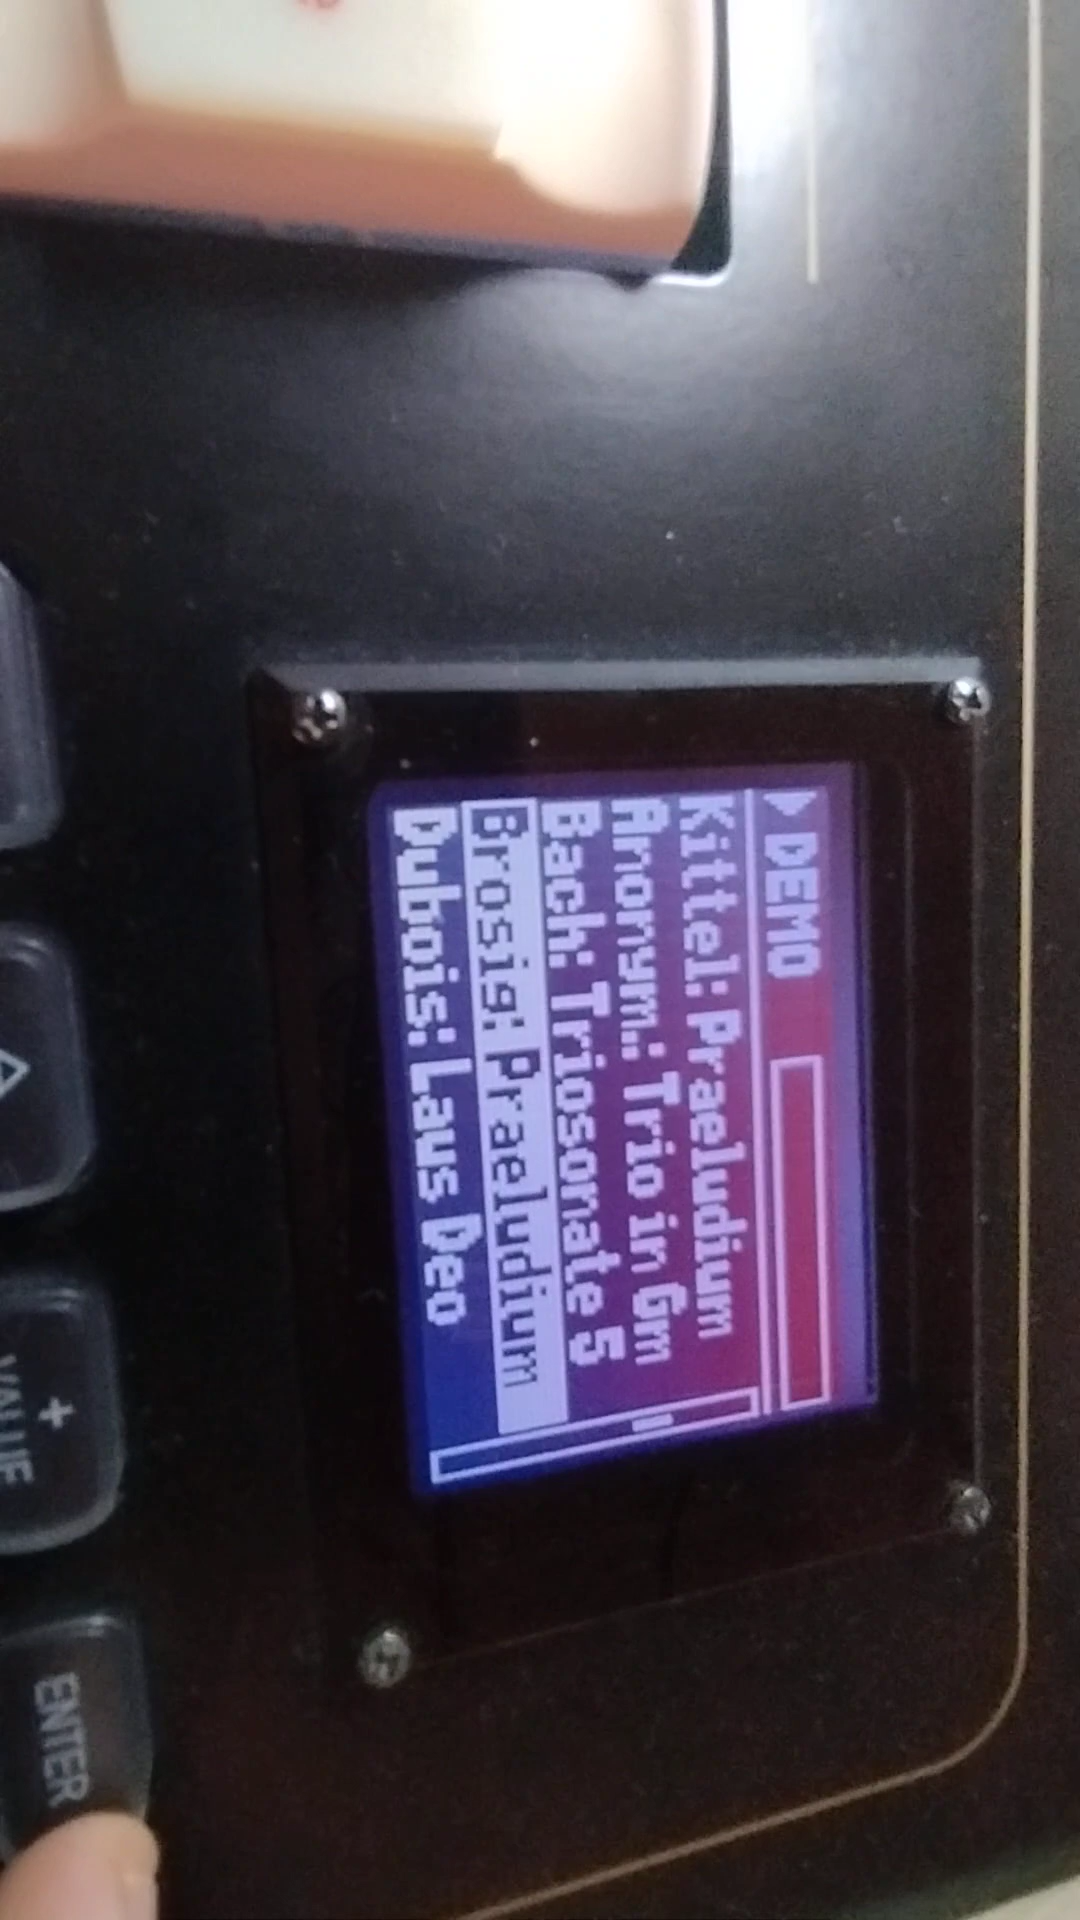 DEMO
Kittel: Praeludium
Anonym.: Trio in Gm
Bach: Triosonate 5
Brosig: Praeludium
Dubois: Laus Deo
+
VALUE
ENTER